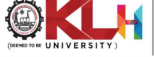 KLH
(DEEMED TO BE UNIVERSITY)